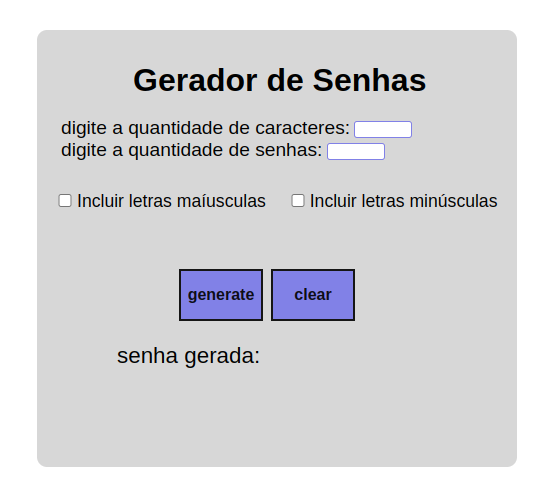 Gerador de Senhas
digite a quantidade de caracteres:
digite a quantidade de senhas:
Incluir letras maíusculas Incluir letras minúsculas
generate clear
senha gerada: